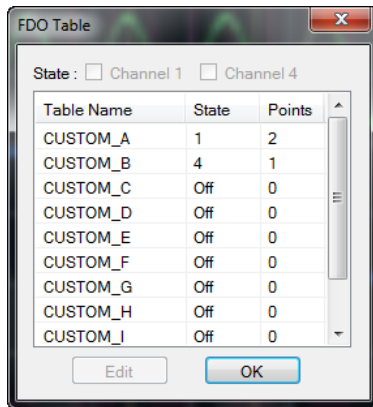 FDO Table
State : Channel 1 Channel 4
Table Name State Points
CUSTOM_A 1 2
CUSTOM_B 4 1
CUSTOM_C Off 0
CUSTOM_D Off 0
CUSTOM_E Off 0
CUSTOM_F Off 0
CUSTOM_G Off 0
CUSTOM_H Off 0
CUSTOM_I Off 0
Edit OK